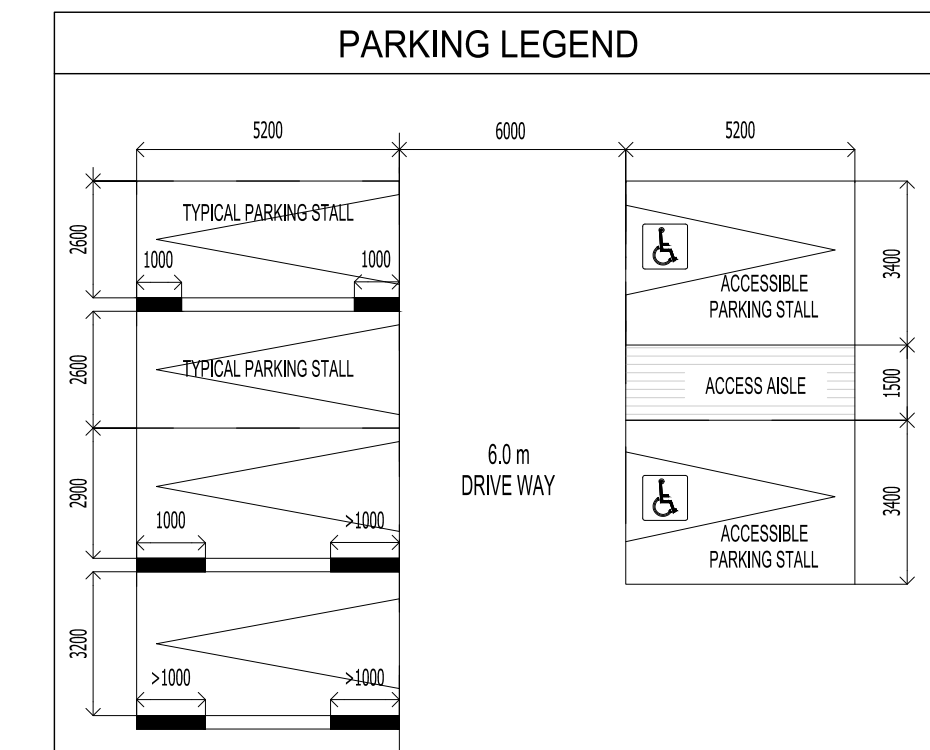 PARKING LEGEND
5200
6000
5200
2600
TYPICAL PARKING STALL
1000
1000
2600
TYPICAL PARKING STALL
2900
1000
>1000
3200
>1000
>1000
6.0 m
DRIVE WAY
ACCESSIBLE
PARKING STALL
3400
ACCESS AISLE
1500
ACCESSIBLE
PARKING STALL
3400